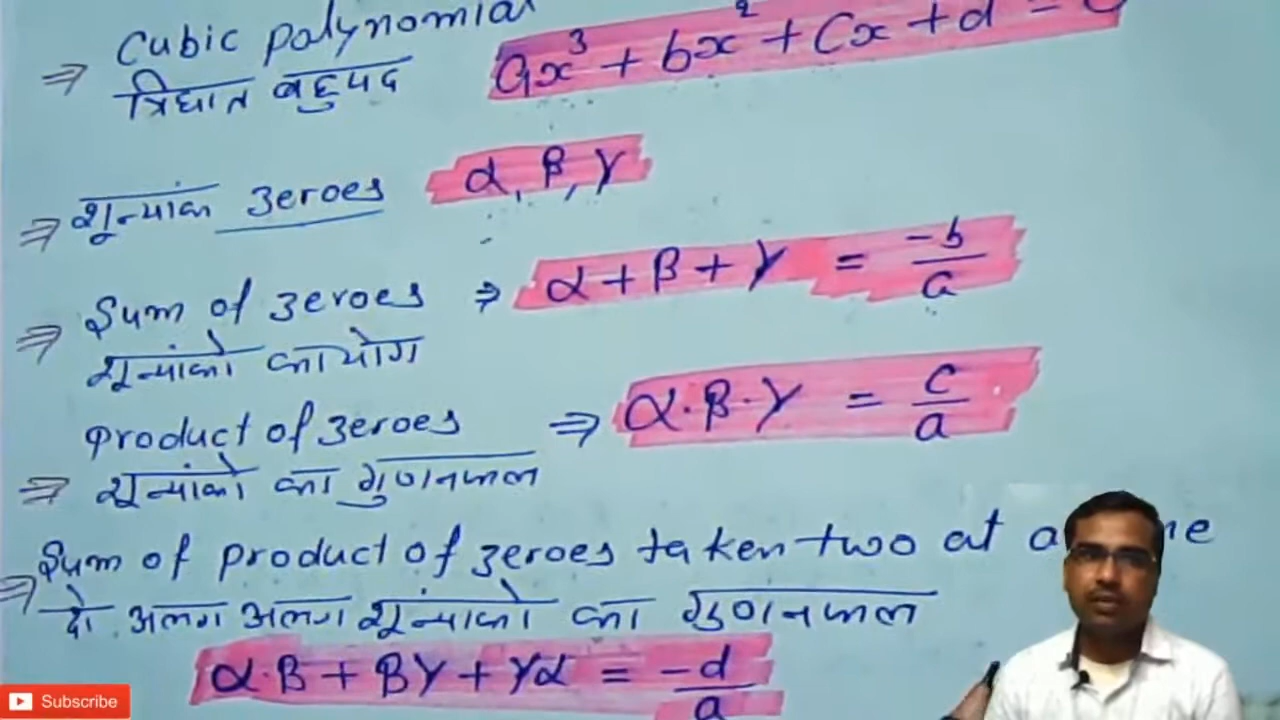 ⇒ Cubic polynomial ax³ + bx² + Cx + d =
त्रिघात बहुपद
⇒ शून्यांक zeroes α, β, γ
⇒ Sum of zeroes ⇒ α + β + γ = -b/a
शून्यांको का योग
Product of zeroes ⇒ α.β.γ = c/a
⇒ शून्यांको का गुणनफल
⇒ Sum of product of zeroes taken two at a
दो अलग अलग शून्यांको का गुणनफल
α.β + βγ + γα = -d/a
Subscribe